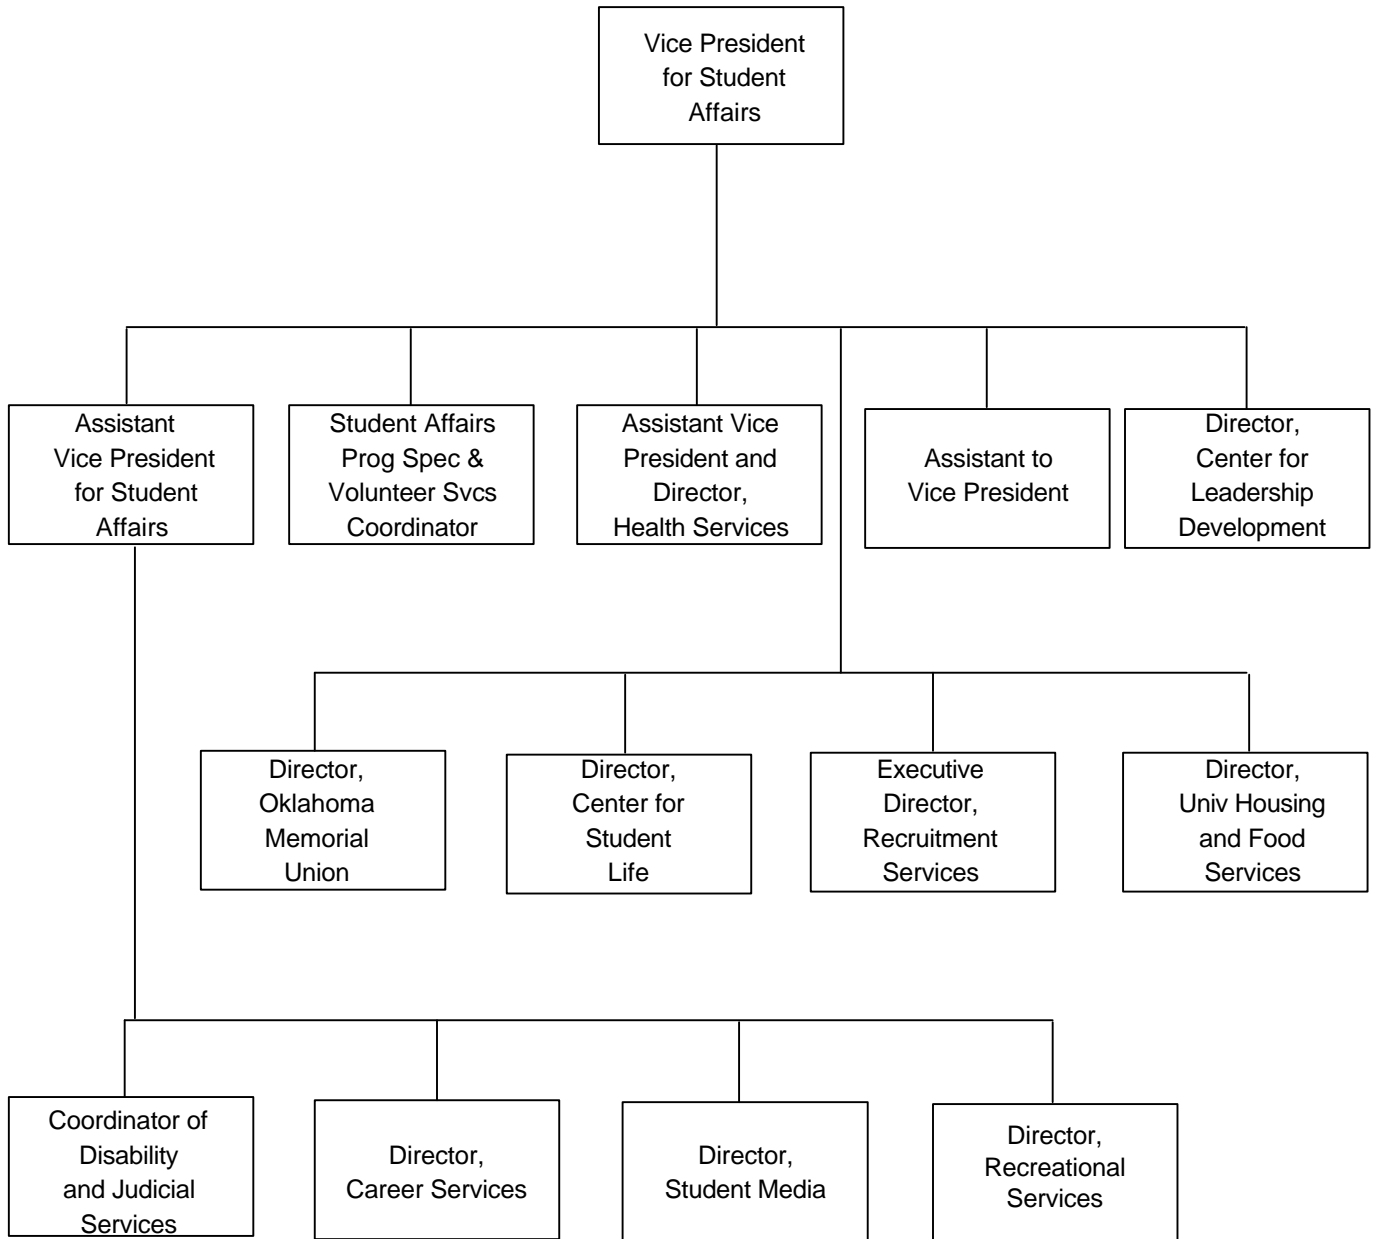 Vice President
for Student
Affairs
Assistant
Vice President
for Student
Affairs
Student Affairs
Prog Spec &
Volunteer Svcs
Coordinator
Assistant Vice
President and
Director,
Health Services
Assistant to
Vice President
Director,
Center for
Leadership
Development
Director,
Oklahoma
Memorial
Union
Director,
Center for
Student
Life
Executive
Director,
Recruitment
Services
Director,
Univ Housing
and Food
Services
Coordinator of
Disability
and Judicial
Services
Director,
Career Services
Director,
Student Media
Director,
Recreational
Services